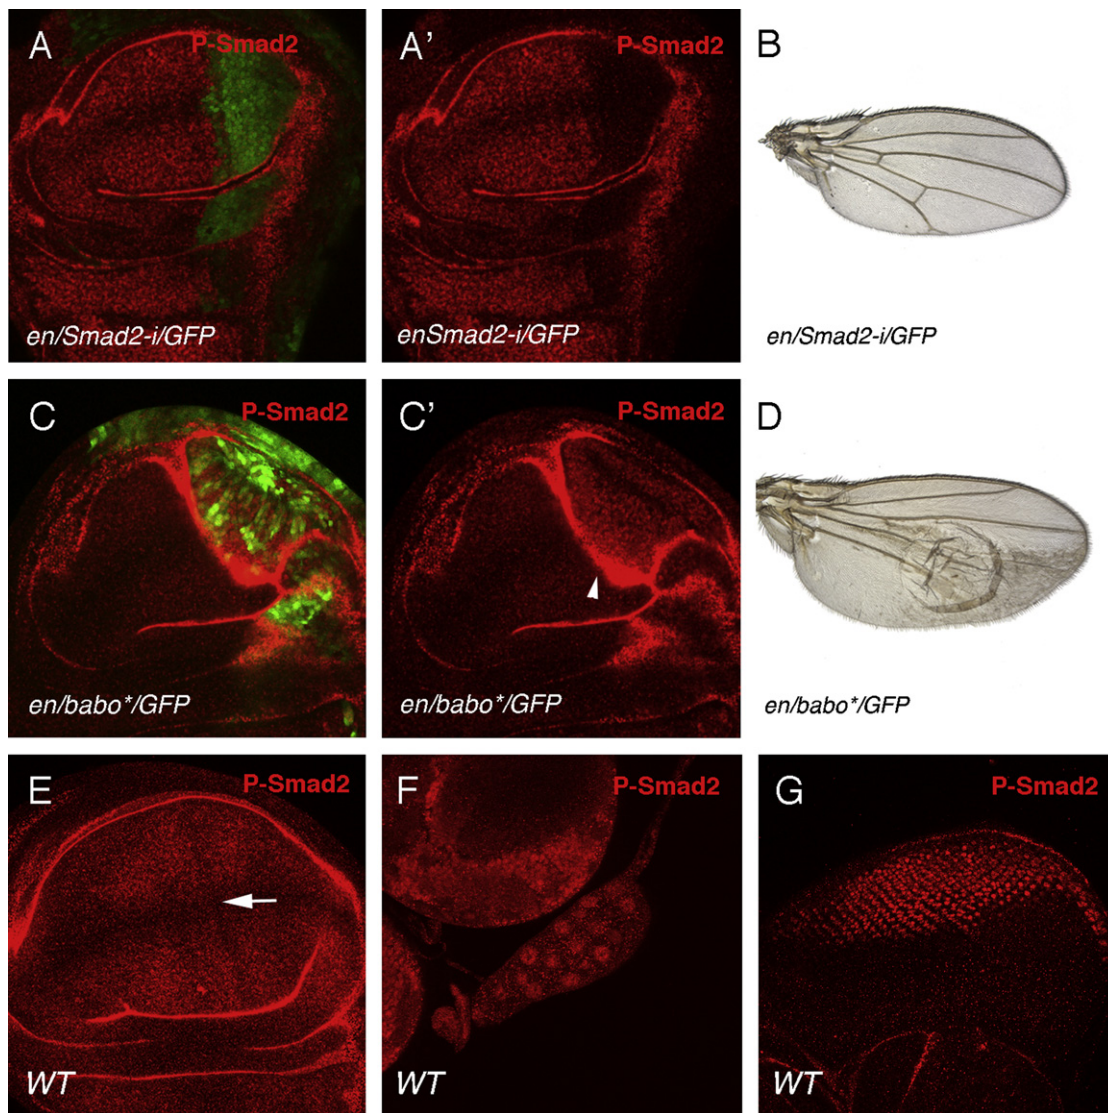 A
P-Smad2
en/Smad2-i/GFP
A'
P-Smad2
enSmad2-i/GFP
B
en/Smad2-i/GFP
C
P-Smad2
en/babo*/GFP
C'
P-Smad2
en/babo*/GFP
D
en/babo*/GFP
E
P-Smad2
WT
F
P-Smad2
WT
G
P-Smad2
WT